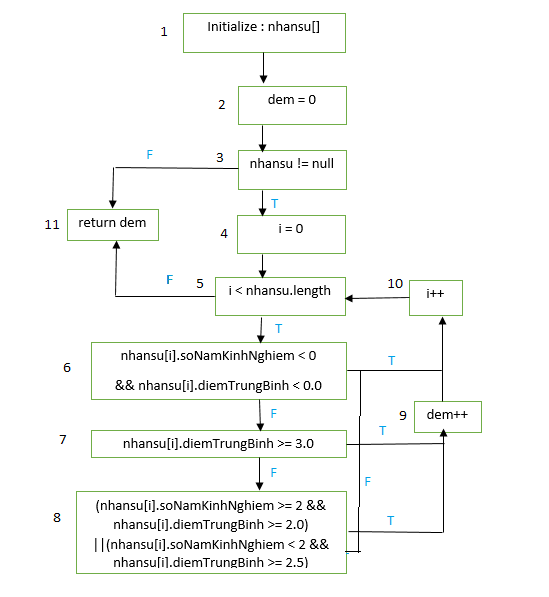 1
Initialize : nhansu[]
2
dem = 0
3
nhansu != null
F
T
11
return dem
4
i = 0
5
i < nhansu.length
F
T
10
i++
6
nhansu[i].soNamKinhNghiem < 0
&& nhansu[i].diemTrungBinh < 0.0
T
F
9
dem++
7
nhansu[i].diemTrungBinh >= 3.0
T
F
F
8
(nhansu[i].soNamKinhNghiem >= 2 &&
nhansu[i].diemTrungBinh >= 2.0)
||(nhansu[i].soNamKinhNghiem < 2 &&
nhansu[i].diemTrungBinh >= 2.5)
T